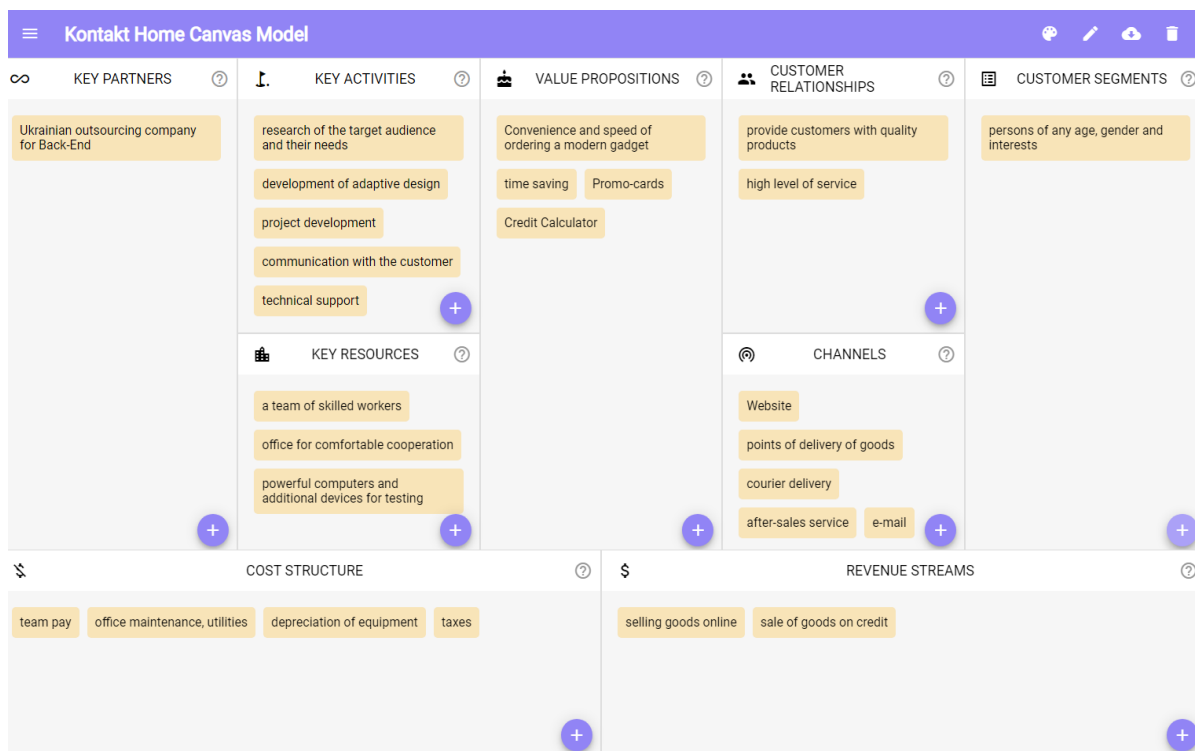 Kontakt Home Canvas Model
KEY PARTNERS
Ukrainian outsourcing company
for Back-End
KEY ACTIVITIES
research of the target audience
and their needs
development of adaptive design
project development
communication with the customer
technical support
KEY RESOURCES
a team of skilled workers
office for comfortable cooperation
powerful computers and
additional devices for testing
VALUE PROPOSITIONS
Convenience and speed of
ordering a modern gadget
time saving
Promo-cards
Credit Calculator
CUSTOMER
RELATIONSHIPS
provide customers with quality
products
high level of service
CHANNELS
Website
points of delivery of goods
courier delivery
after-sales service
e-mail
CUSTOMER SEGMENTS
persons of any age, gender and
interests
COST STRUCTURE
team pay
office maintenance, utilities
depreciation of equipment
taxes
REVENUE STREAMS
selling goods online
sale of goods on credit